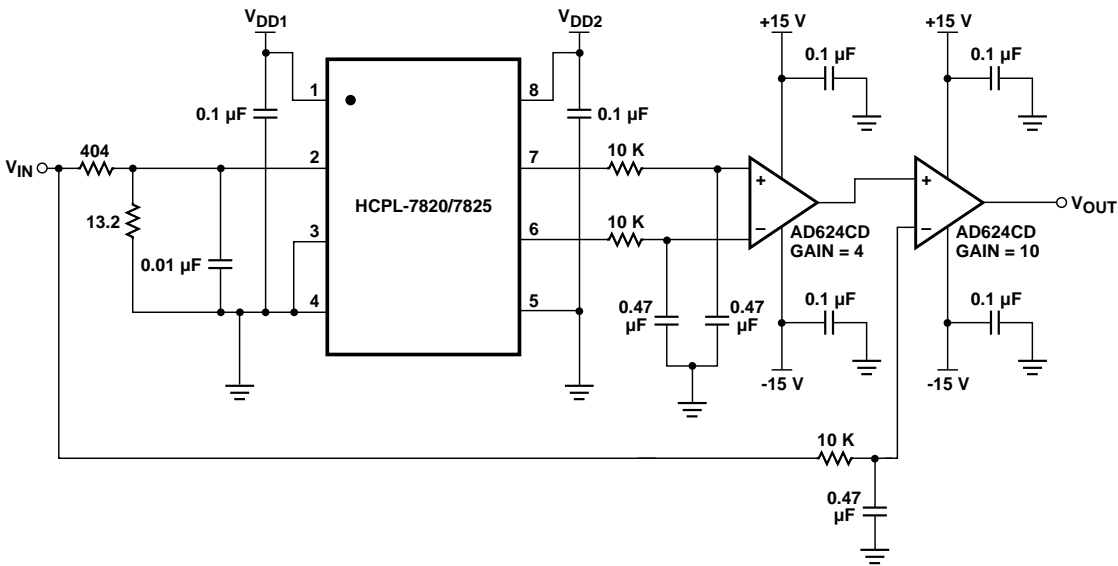 VDD1
VDD2
+15 V
+15 V
0.1 µF
0.1 µF
1
8
0.1 µF
0.1 µF
404
10 K
VIN
2
7
+
+
13.2
HCPL-7820/7825
VOUT
10 K
3
6
−
−
AD624CD
GAIN = 4
AD624CD
GAIN = 10
0.01 µF
4
5
0.47
µF
0.47
µF
0.1 µF
0.1 µF
-15 V
-15 V
10 K
0.47
µF